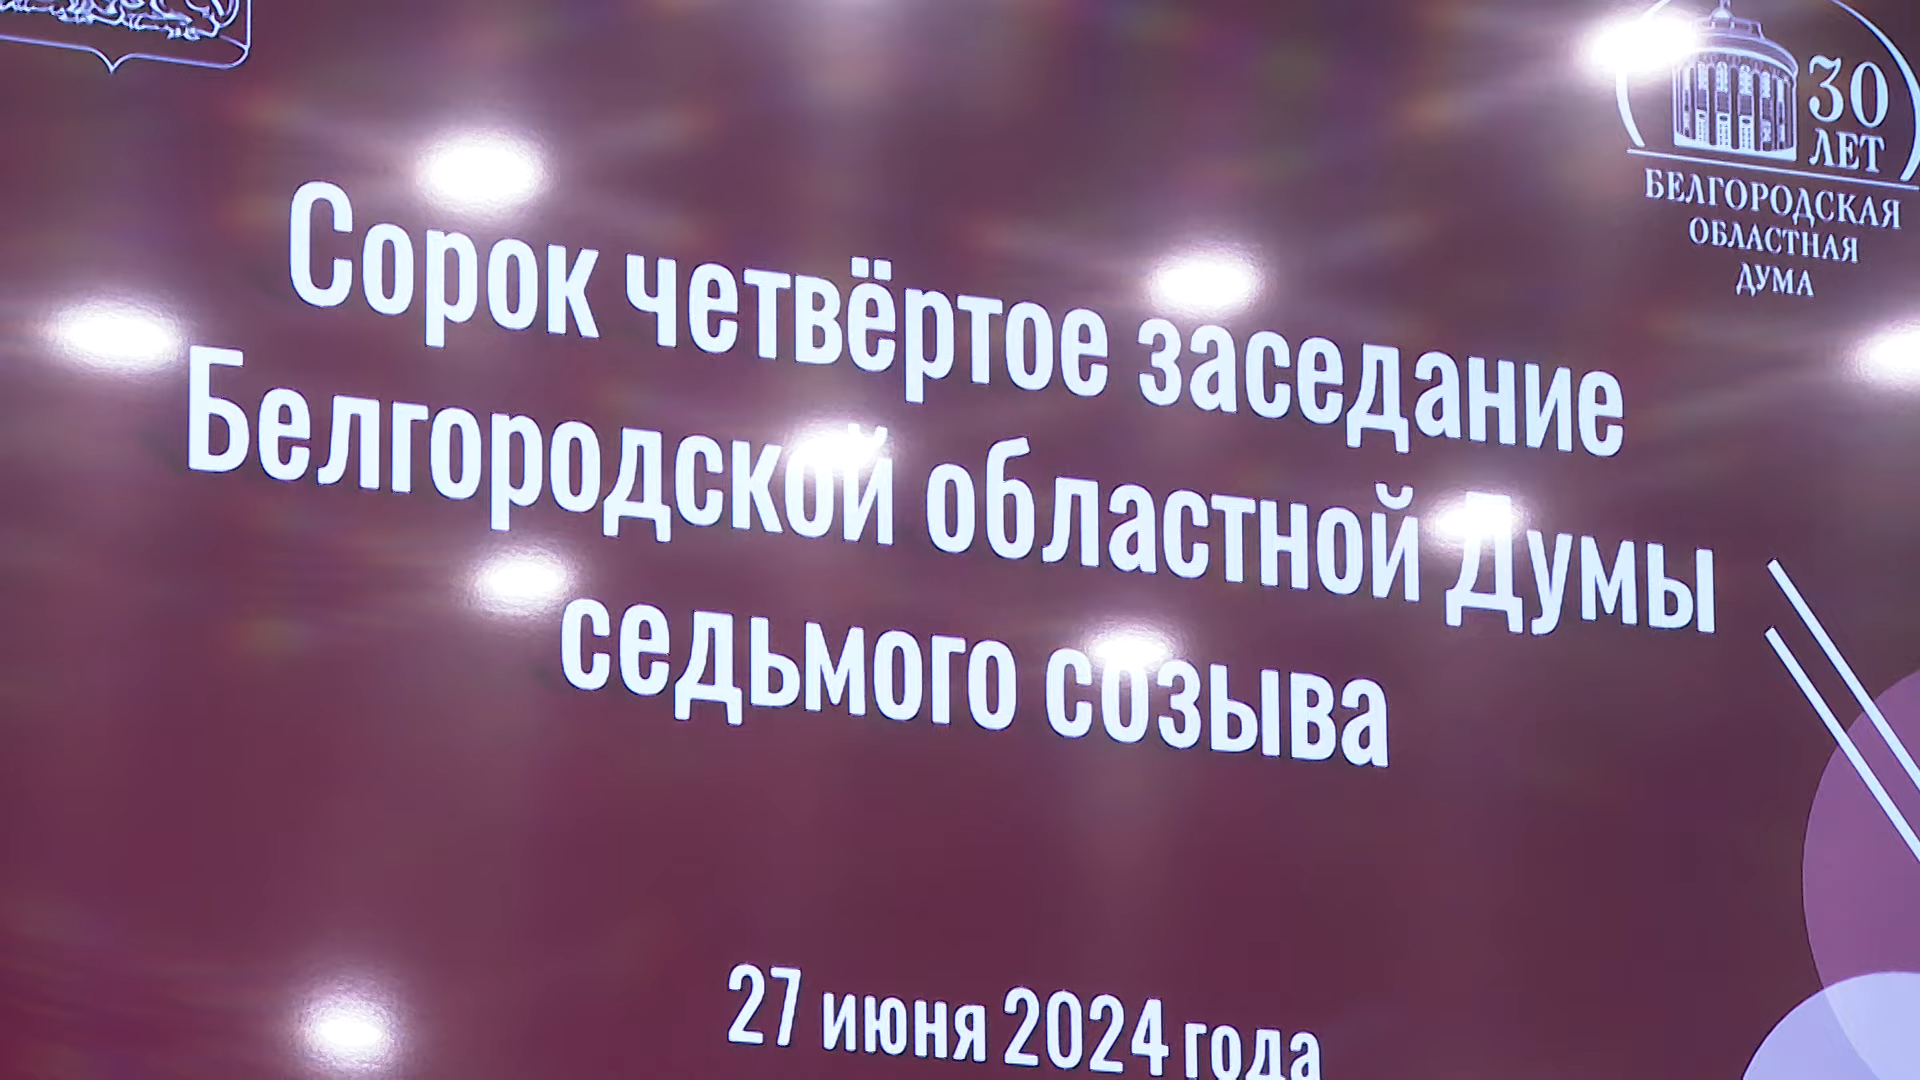 30
ЛЕТ
БЕЛГОРОДСКАЯ
ОБЛАСТНАЯ
ДУМА
Сорок четвёртое заседание
Белгородской областной Думы
седьмого созыва
27 июня 2024 года